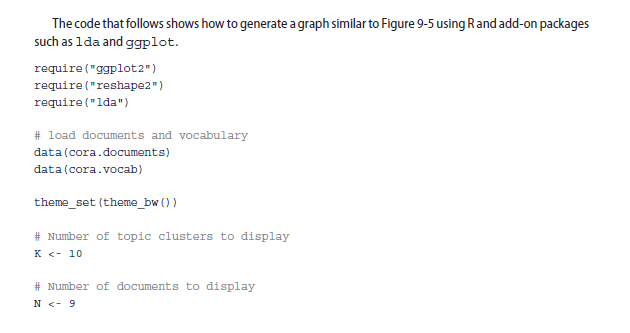 The code that follows shows how to generate a graph similar to Figure 9-5 using R and add-on packages
such as lda and ggplot.
require("ggplot2")
require("reshape2")
require("lda")
# load documents and vocabulary
data(cora.documents)
data(cora.vocab)
theme_set(theme_bw())
# Number of topic clusters to display
K <- 10
# Number of documents to display
N <- 9